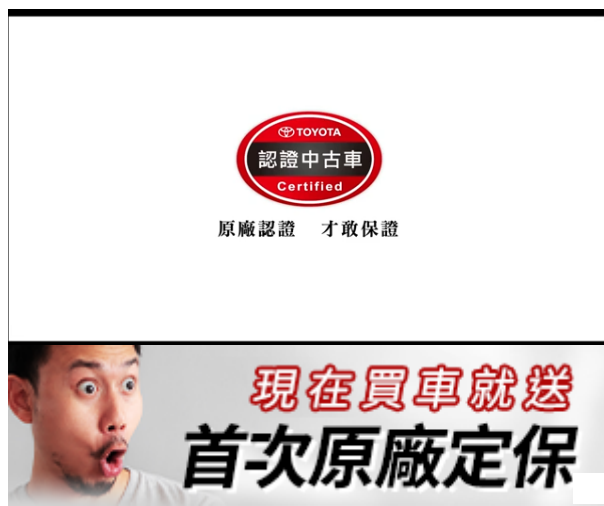 TOYOTA
認證中古車
Certified
原廠認證 才敢保證
現在買車就送
首次原廠定保